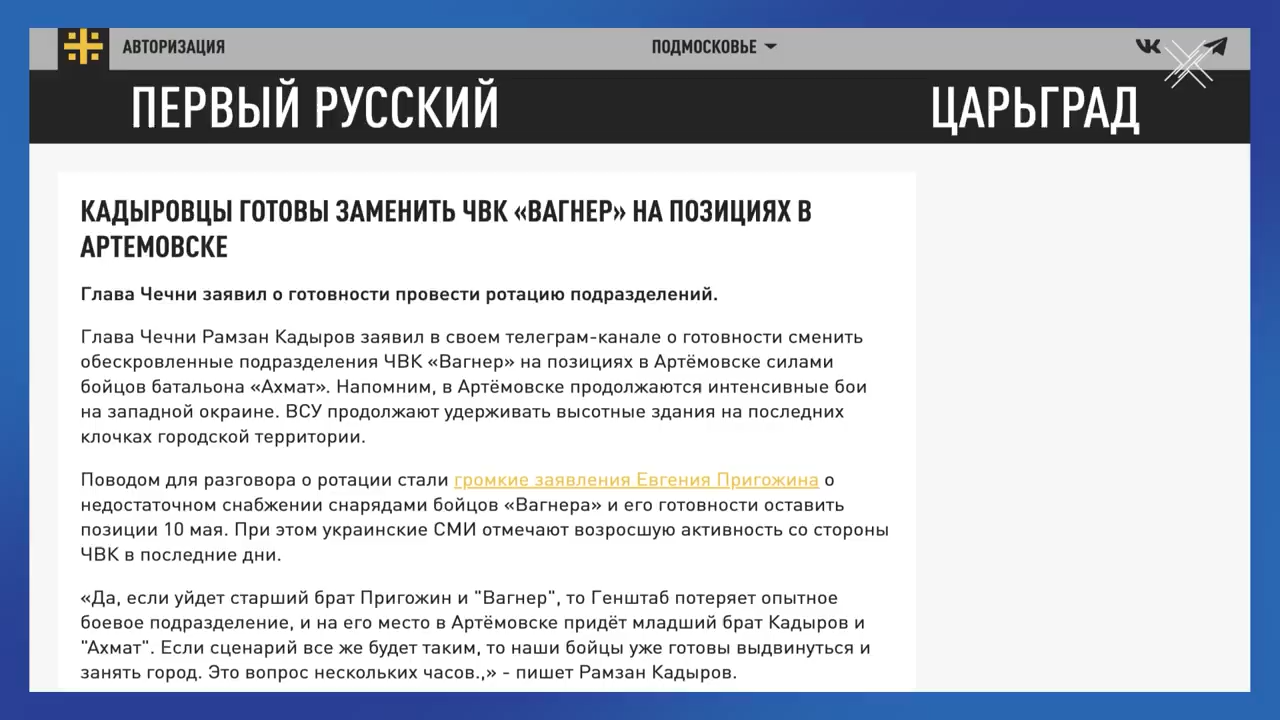 АВТОРИЗАЦИЯ
ПОДМОСКОВЬЕ
ПЕРВЫЙ РУССКИЙ
ЦАРЬГРАД
КАДЫРОВЦЫ ГОТОВЫ ЗАМЕНИТЬ ЧВК «ВАГНЕР» НА ПОЗИЦИЯХ В
АРТЕМОВСКЕ
Глава Чечни заявил о готовности провести ротацию подразделений.
Глава Чечни Рамзан Кадыров заявил в своем телеграм-канале о готовности сменить
обескровленные подразделения ЧВК «Вагнер» на позициях в Артёмовске силами
бойцов батальона «Ахмат». Напомним, в Артёмовске продолжаются интенсивные бои
на западной окраине. ВСУ продолжают удерживать высотные здания на последних
клочках городской территории.
Поводом для разговора о ротации стали громкие заявления Евгения Пригожина о
недостаточном снабжении снарядами бойцов «Вагнера» и его готовности оставить
позиции 10 мая. При этом украинские СМИ отмечают возросшую активность со стороны
ЧВК в последние дни.
«Да, если уйдет старший брат Пригожин и "Вагнер", то Генштаб потеряет опытное
боевое подразделение, и на его место в Артёмовске придёт младший брат Кадыров и
"Ахмат". Если сценарий все же будет таким, то наши бойцы уже готовы выдвинуться и
занять город. Это вопрос нескольких часов.,» - пишет Рамзан Кадыров.